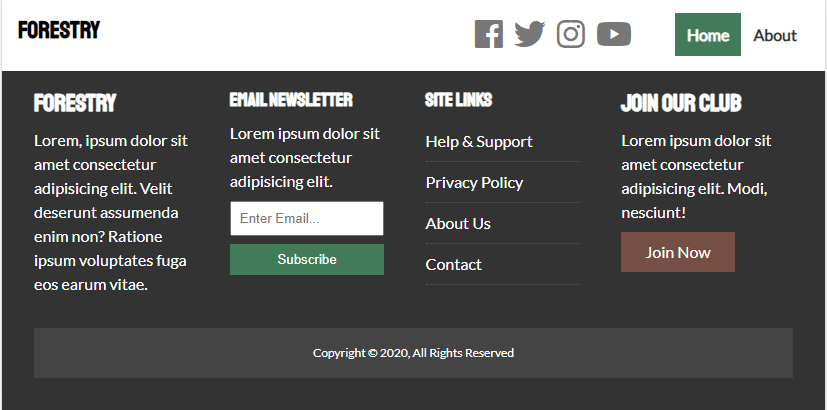 FORESTRY
Home
About
FORESTRY
Lorem, ipsum dolor sit
amet consectetur
adipisicing elit. Velit
deserunt assumenda
enim non? Ratione
ipsum voluptates fuga
eos earum vitae.
EMAIL NEWSLETTER
Lorem ipsum dolor sit
amet consectetur
adipisicing elit.
Enter Email...
Subscribe
SITE LINKS
Help & Support
Privacy Policy
About Us
Contact
JOIN OUR CLUB
Lorem ipsum dolor sit
amet consectetur
adipisicing elit. Modi,
nesciunt!
Join Now
Copyright © 2020, All Rights Reserved